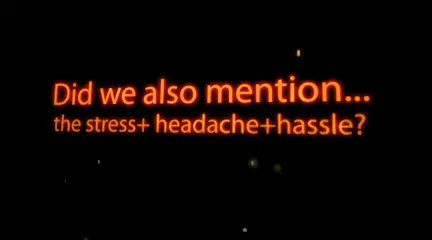 Did we also mention...
the stress+ headache+hassle?